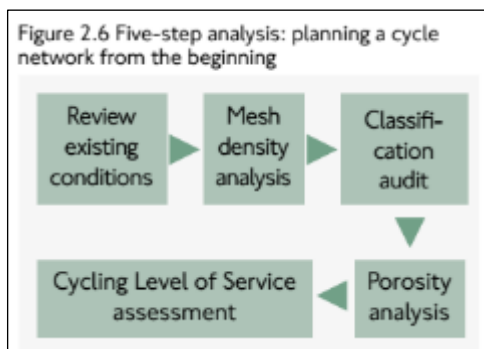 Figure 2.6 Five-step analysis: planning a cycle
network from the beginning
Review
existing
conditions
Mesh
density
analysis
Classifi-
cation
audit
Porosity
analysis
Cycling Level of Service
assessment